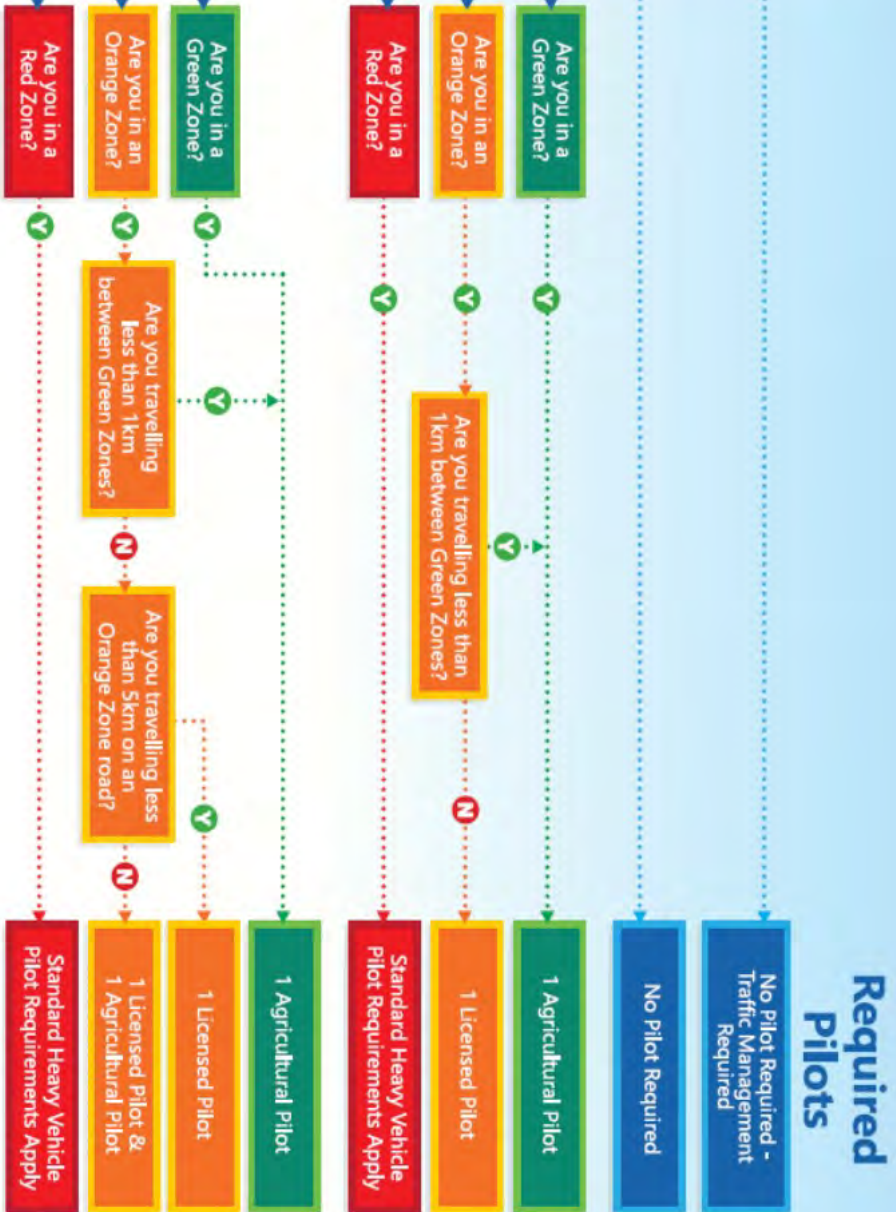 Required
Pilots
No Pilot Required -
Traffic Management
Required
No Pilot Required
Are you in a
Green Zone?
Y
1 Agricultural Pilot
Y
Are you in an
Orange Zone?
Y
Are you travelling less than
1km between Green Zones?
N
1 Licensed Pilot
Are you in a
Red Zone?
Y
Standard Heavy Vehicle
Pilot Requirements Apply
Are you in a
Green Zone?
Y
1 Agricultural Pilot
Y
Y
1 Licensed Pilot
Are you in an
Orange Zone?
Y
Are you travelling
less than 1km
between Green Zones?
N
Are you travelling less
than 5km on an
Orange Zone road?
N
1 Licensed Pilot &
1 Agricultural Pilot
Are you in a
Red Zone?
Y
Standard Heavy Vehicle
Pilot Requirements Apply